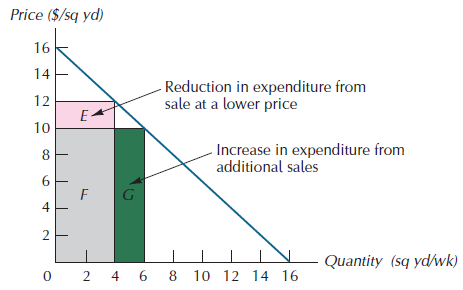 Price ($/sq yd)
16
14
12
10
8
6
4
2
E
F
G
Reduction in expenditure from
sale at a lower price
Increase in expenditure from
additional sales
0 2 4 6 8 10 12 14 16
Quantity (sq yd/wk)